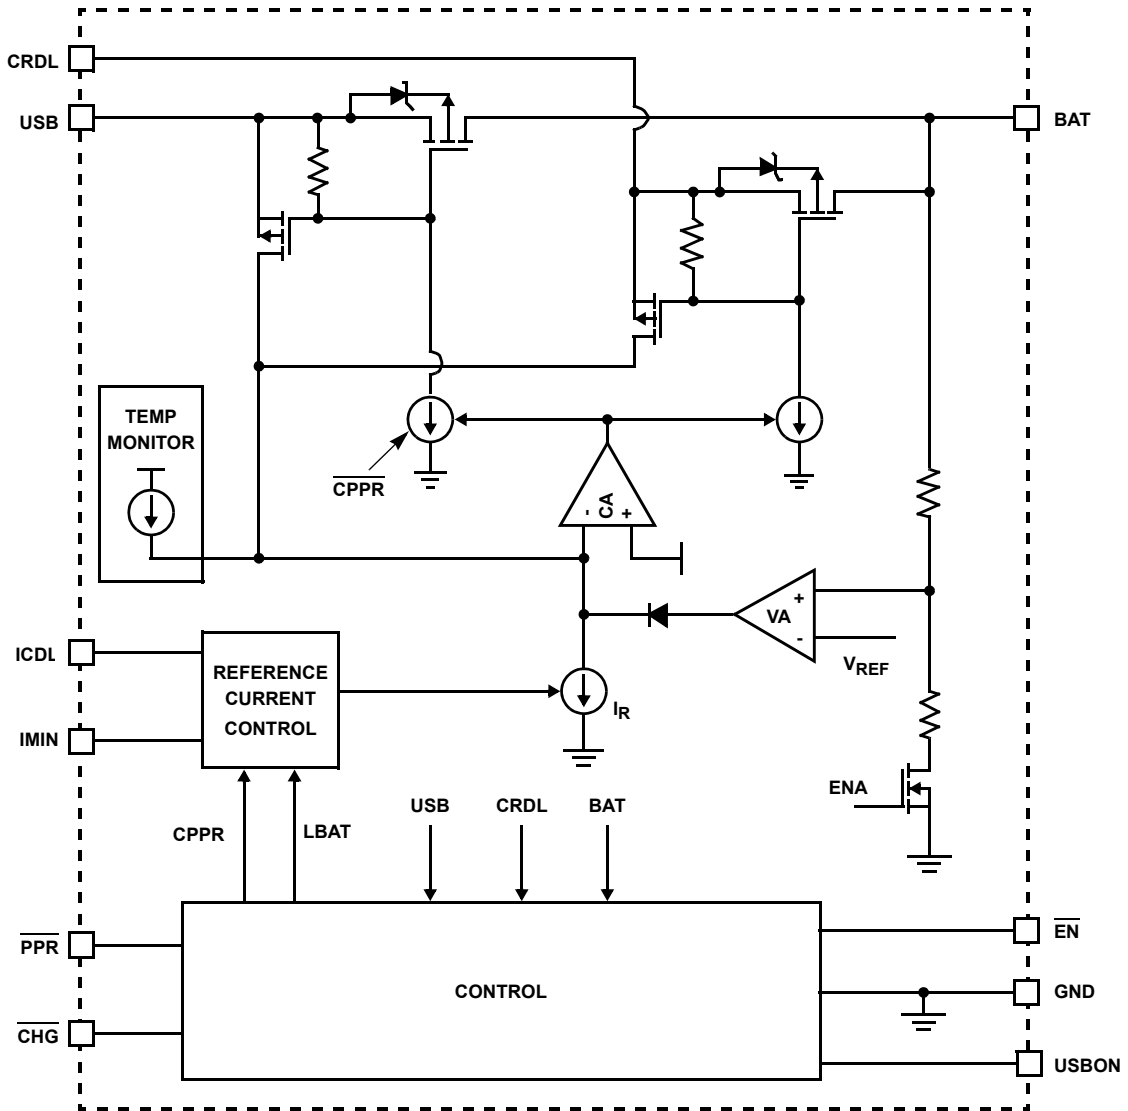 CRDL
USB
BAT
TEMP
MONITOR
CPPR
-
CA
+
+
VA
-
VREF
ICDL
IMIN
REFERENCE
CURRENT
CONTROL
IR
ENA
CPPR
LBAT
USB
CRDL
BAT
PPR
CHG
CONTROL
EN
GND
USBON